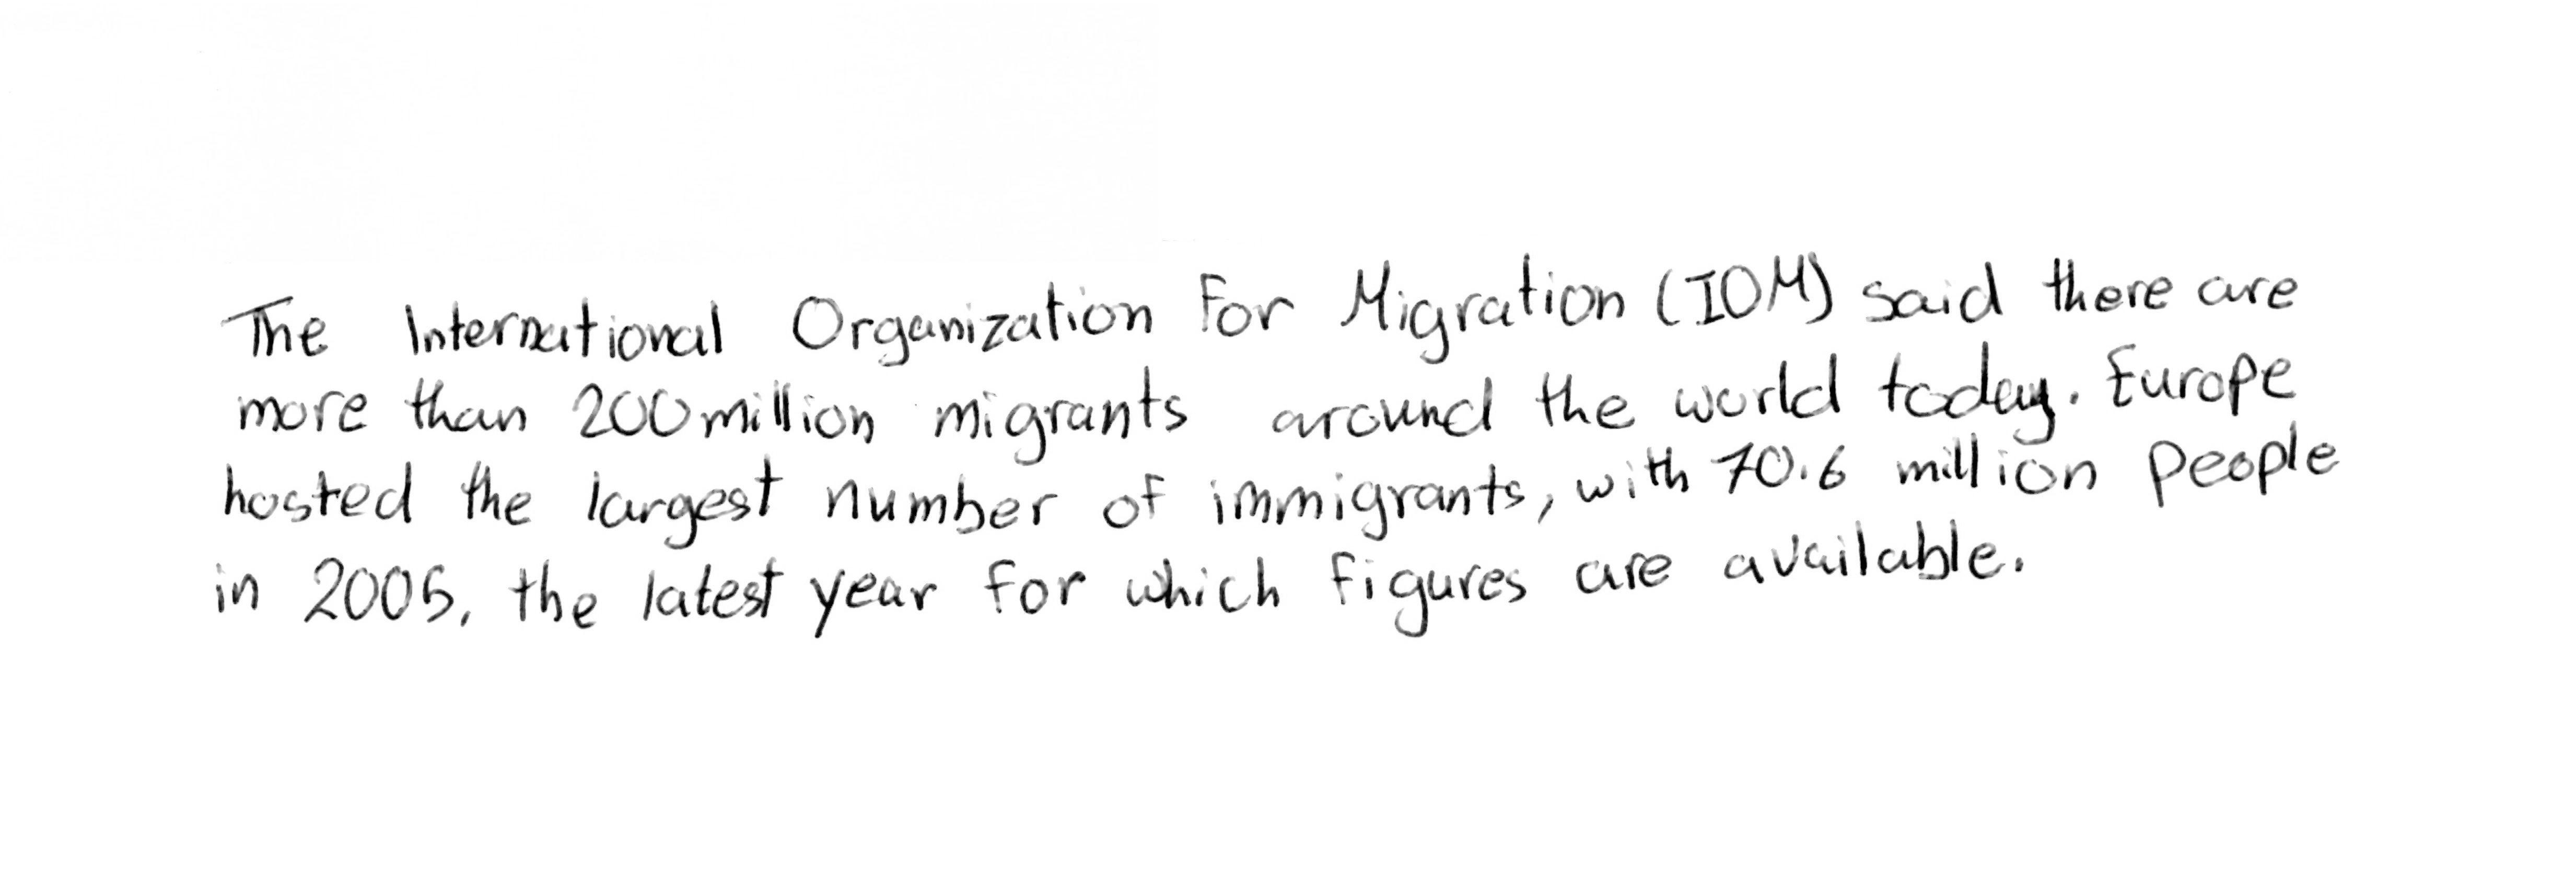 The International Organization For Migration (IOM) said there are
more than 200 million migrants around the world today. Europe
hosted the largest number of immigrants, with 70.6 million people
in 2005, the latest year for which figures are available.